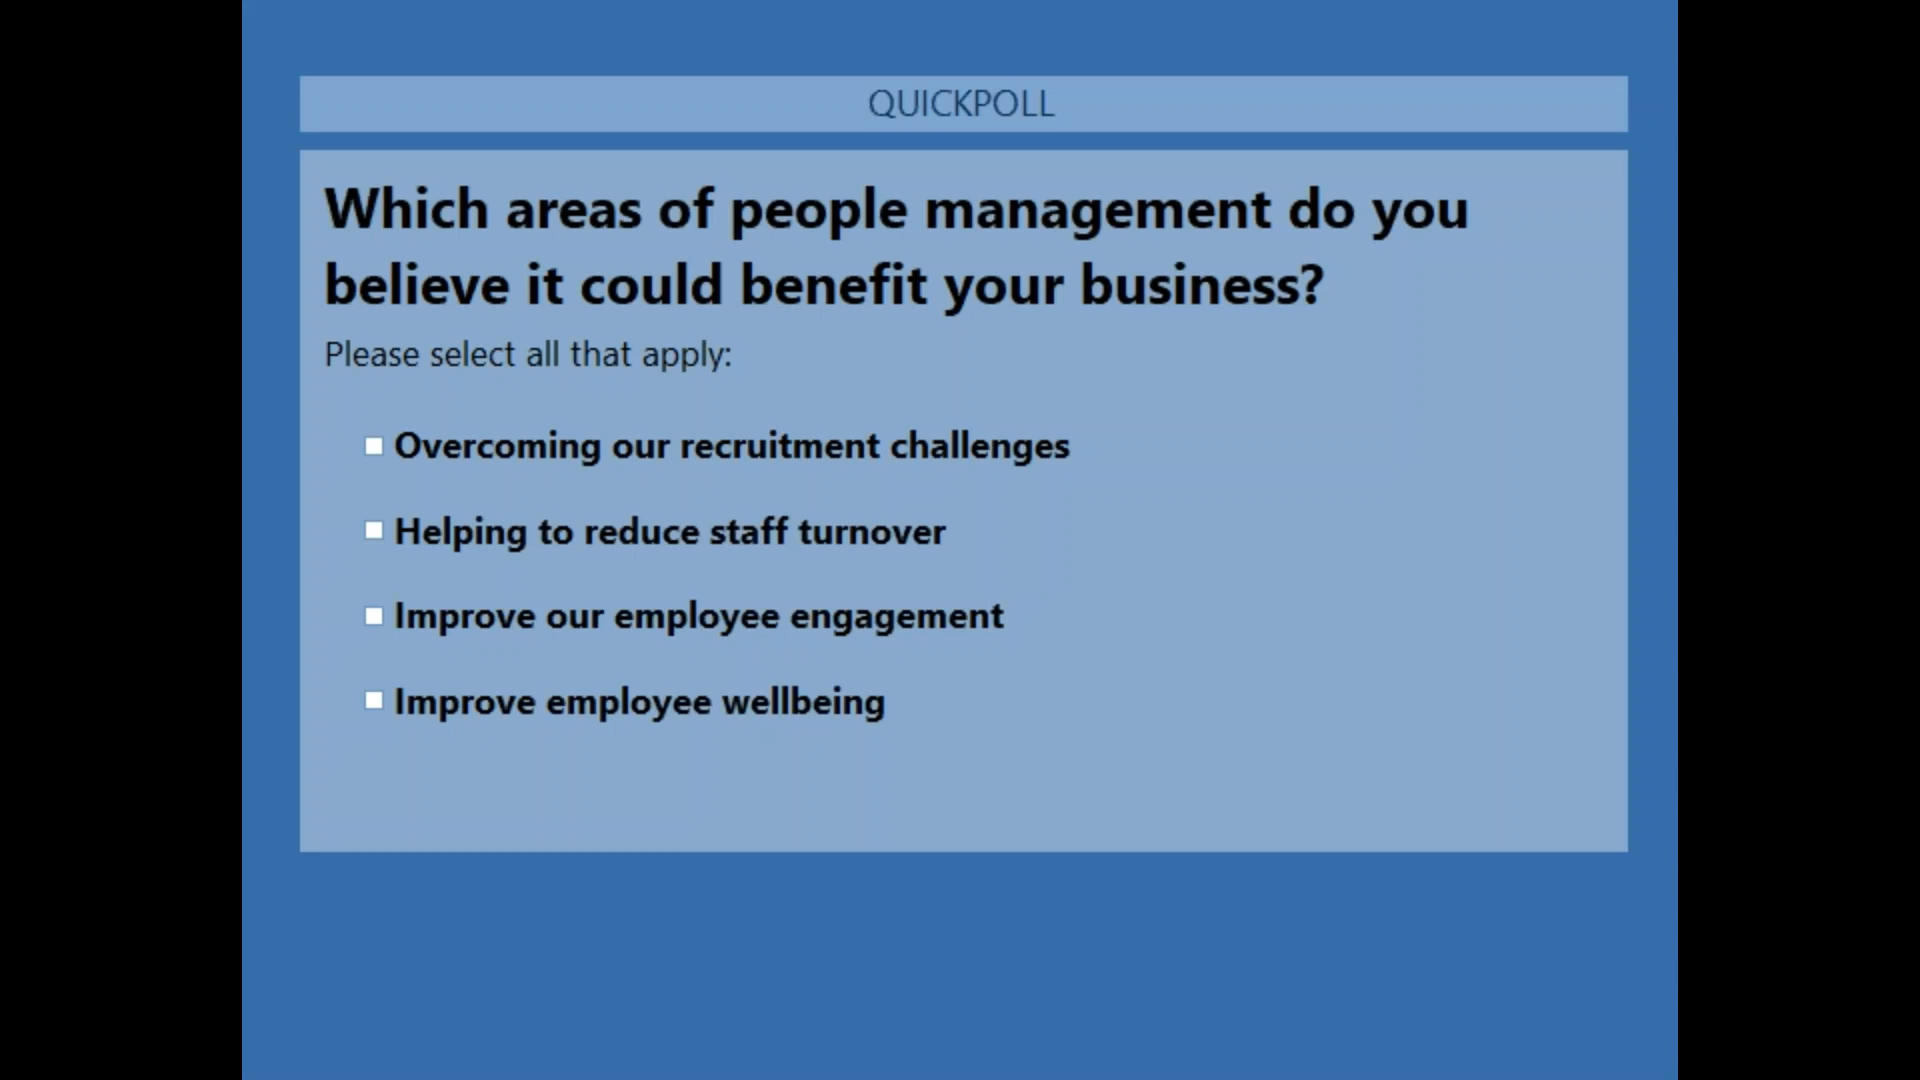 QUICKPOLL
Which areas of people management do you
believe it could benefit your business?
Please select all that apply:
Overcoming our recruitment challenges
Helping to reduce staff turnover
Improve our employee engagement
Improve employee wellbeing